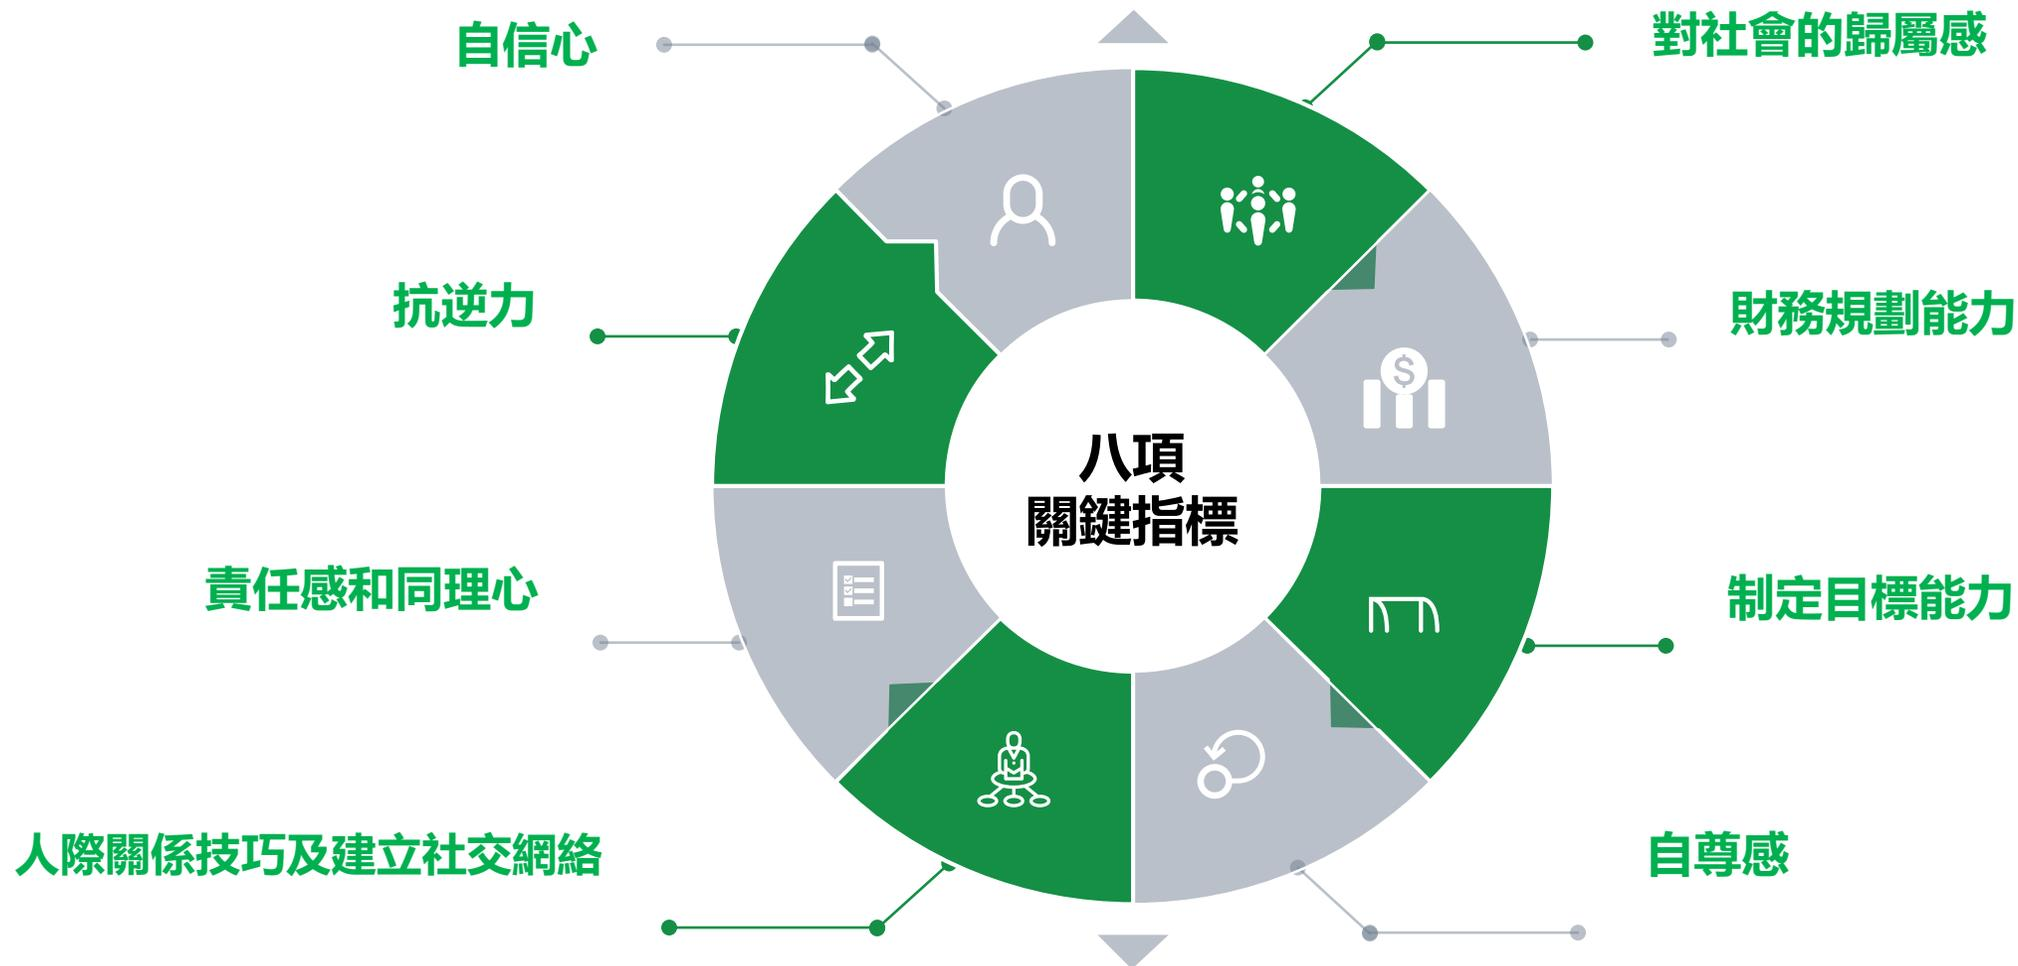 自信心
對社會的歸屬感
抗逆力
財務規劃能力
八項
關鍵指標
責任感和同理心
制定目標能力
人際關係技巧及建立社交網絡
自尊感
$